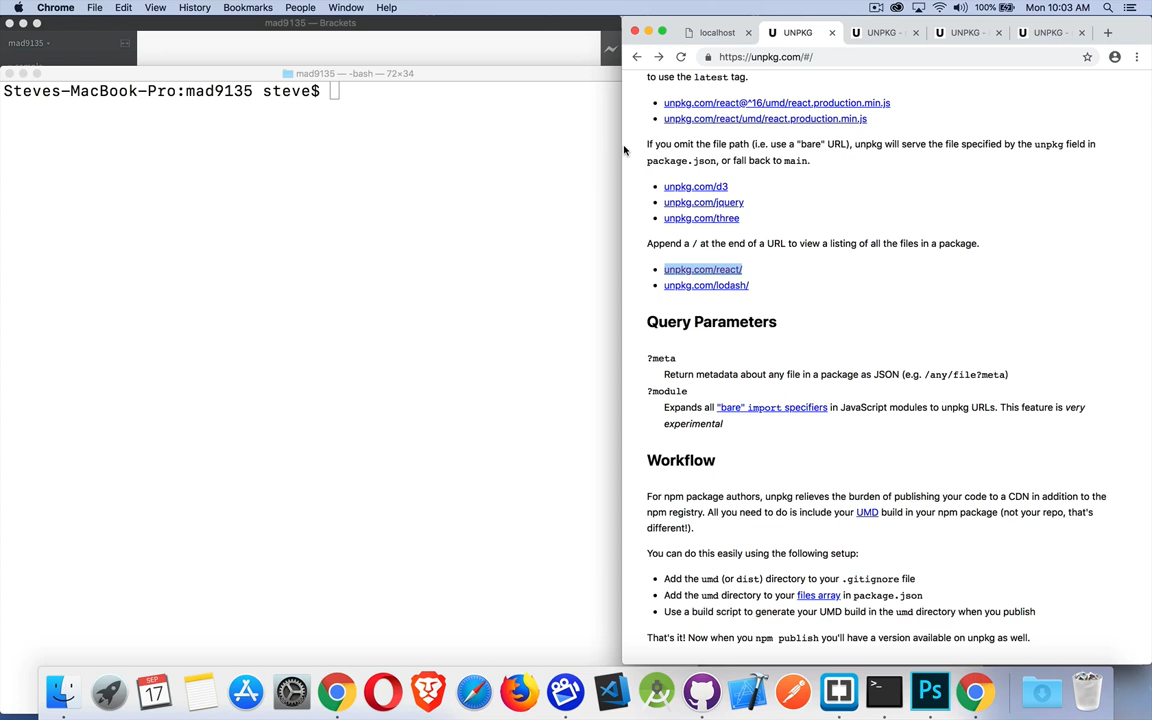 Chrome File Edit View History Bookmarks People Window Help
100% Mon 10:03 AM
mad9135 — Brackets
mad9135
mad9135 — -bash — 72×34
Steves-MacBook-Pro:mad9135 steve$
localhost
UNPKG
UNPKG -
UNPKG -
UNPKG -
https://unpkg.com/#/
to use the latest tag.
unpkg.com/react@^16/umd/react.production.min.js
unpkg.com/react/umd/react.production.min.js
If you omit the file path (i.e. use a "bare" URL), unpkg will serve the file specified by the unpkg field in
package.json, or fall back to main.
unpkg.com/d3
unpkg.com/jquery
unpkg.com/three
Append a / at the end of a URL to view a listing of all the files in a package.
unpkg.com/react/
unpkg.com/lodash/
Query Parameters
?meta
Return metadata about any file in a package as JSON (e.g. /any/file?meta)
?module
Expands all "bare" import specifiers in JavaScript modules to unpkg URLs. This feature is very
experimental
Workflow
For npm package authors, unpkg relieves the burden of publishing your code to a CDN in addition to the
npm registry. All you need to do is include your UMD build in your npm package (not your repo, that's
different!).
You can do this easily using the following setup:
Add the umd (or dist) directory to your .gitignore file
Add the umd directory to your files array in package.json
Use a build script to generate your UMD build in the umd directory when you publish
That's it! Now when you npm publish you'll have a version available on unpkg as well.
SEP
17
Ps